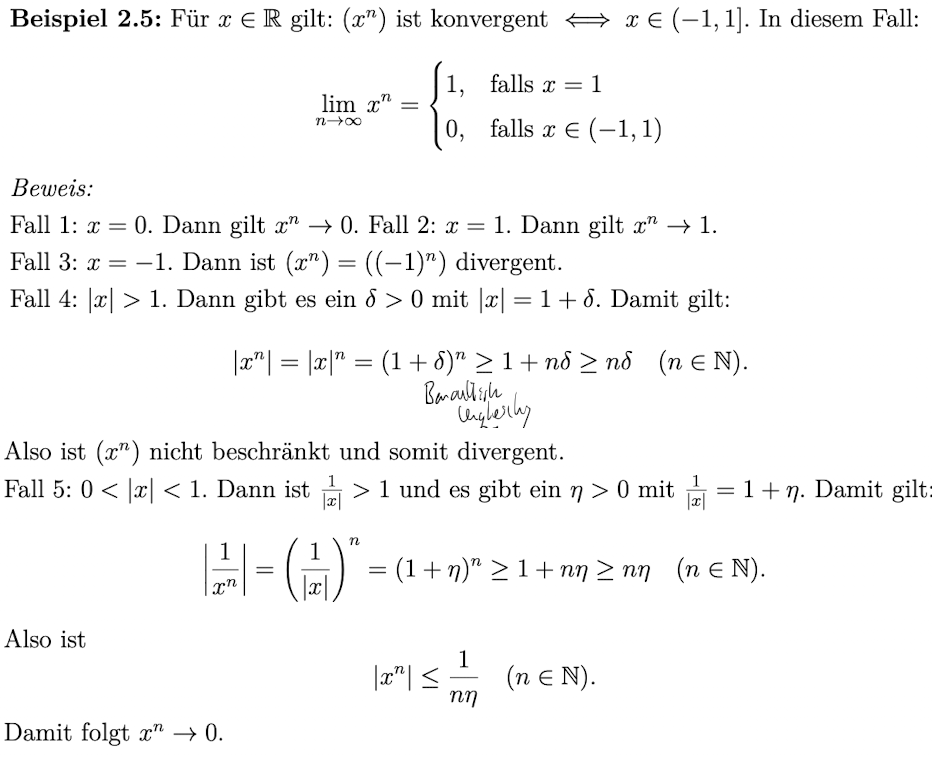 Beispiel 2.5: Für x ∈ ℝ gilt: (xⁿ) ist konvergent ⟺ x ∈ (−1, 1]. In diesem Fall:
lim_{n→∞} xⁿ = { 1, falls x = 1
0, falls x ∈ (−1, 1)
Beweis:
Fall 1: x = 0. Dann gilt xⁿ → 0. Fall 2: x = 1. Dann gilt xⁿ → 1.
Fall 3: x = −1. Dann ist (xⁿ) = ((−1)ⁿ) divergent.
Fall 4: |x| > 1. Dann gibt es ein δ > 0 mit |x| = 1 + δ. Damit gilt:
|xⁿ| = |x|ⁿ = (1 + δ)ⁿ ≥ 1 + nδ ≥ nδ (n ∈ ℕ).
Also ist (xⁿ) nicht beschränkt und somit divergent.
Fall 5: 0 < |x| < 1. Dann ist 1/|x| > 1 und es gibt ein η > 0 mit 1/|x| = 1 + η. Damit gilt:
|1/xⁿ| = (1/|x|)ⁿ = (1 + η)ⁿ ≥ 1 + nη ≥ nη (n ∈ ℕ).
Also ist
|xⁿ| ≤ 1/(nη) (n ∈ ℕ).
Damit folgt xⁿ → 0.